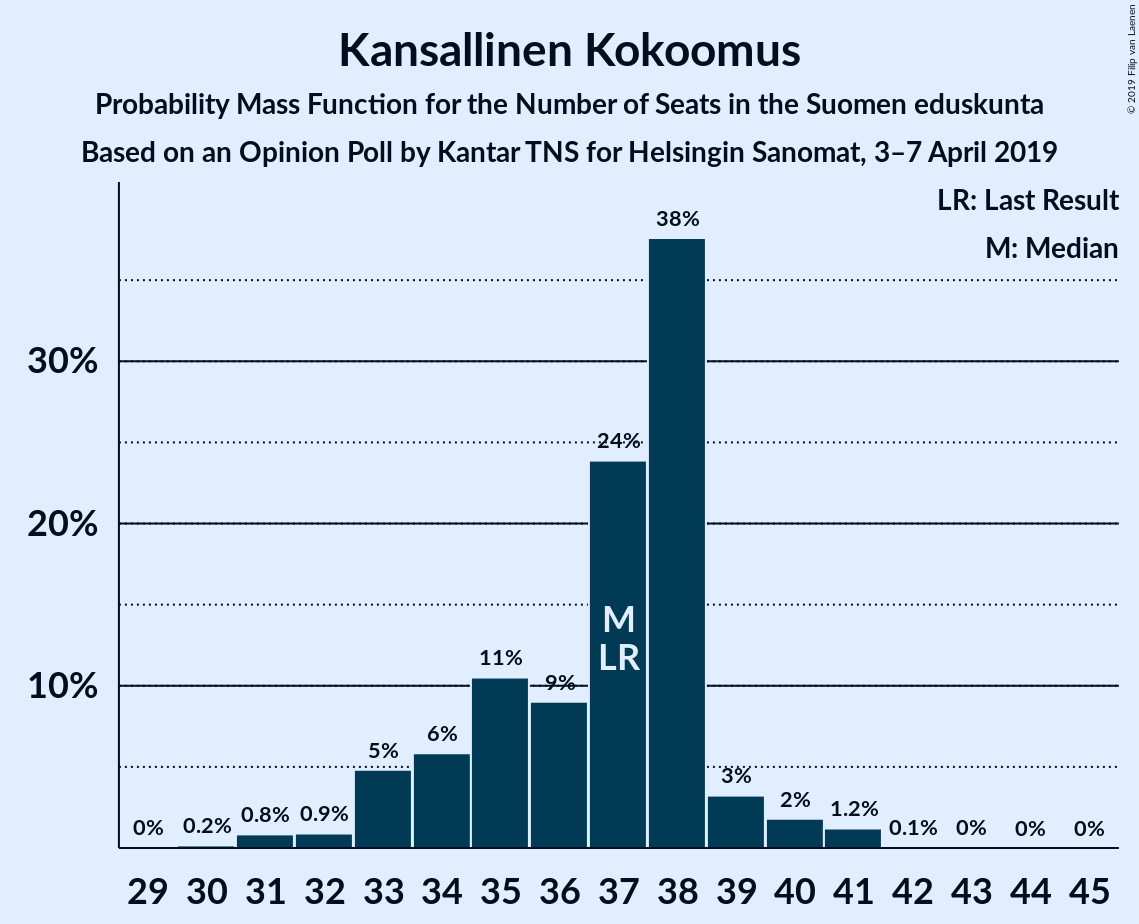 © 2019 Filip van Laenen
Kansallinen Kokoomus
Probability Mass Function for the Number of Seats in the Suomen eduskunta
Based on an Opinion Poll by Kantar TNS for Helsingin Sanomat, 3–7 April 2019
LR: Last Result
M: Median
38%
30%
24%
20%
M
LR
11%
10%
9%
6%
5%
3%
2%
1.2%
0.9%
0.8%
0.2%
0%
0.1%
0%
0%
0%
29 30 31 32 33 34 35 36 37 38 39 40 41 42 43 44 45